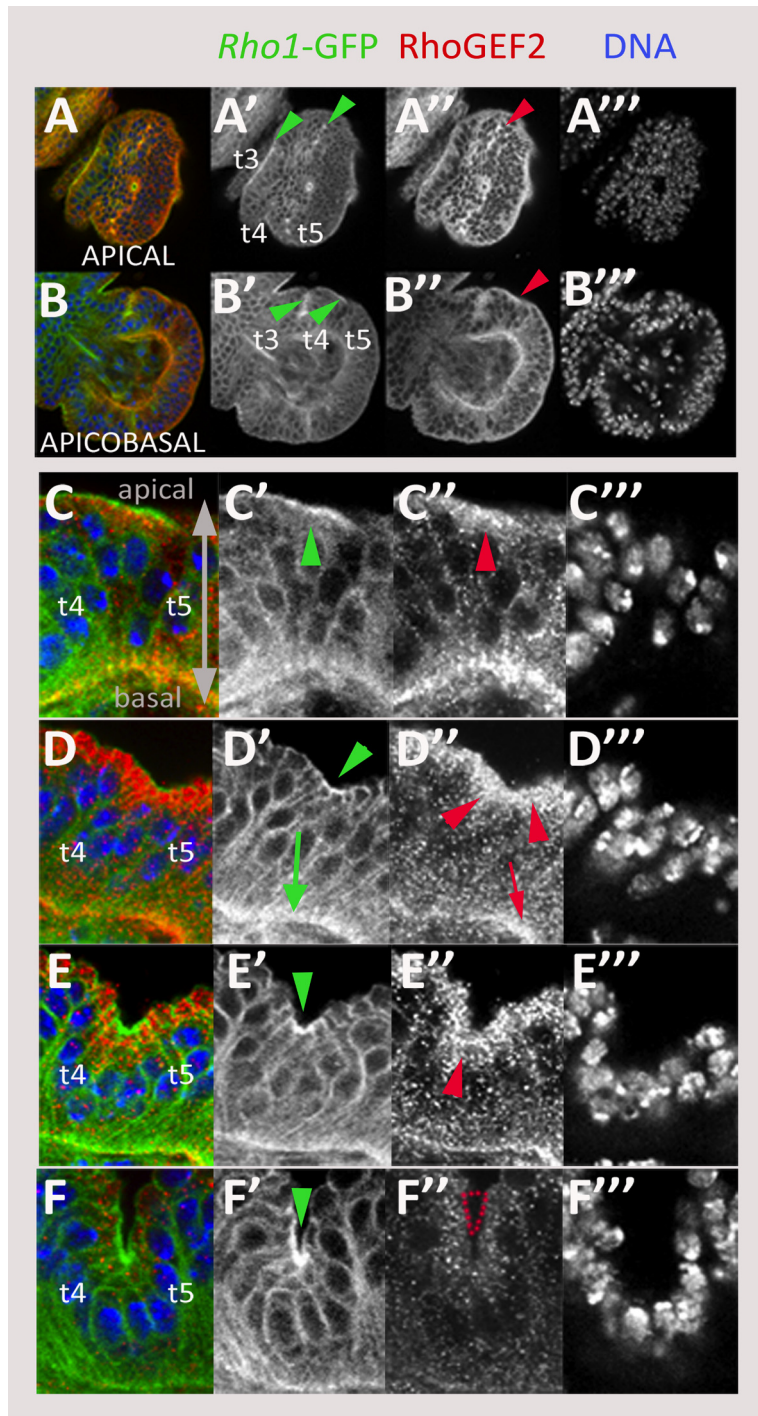 Rho1-GFP RhoGEF2 DNA
A A′ A′′ A′′′
t3
t4 t5
APICAL
B B′ B′′ B′′′
t3 t4 t5
APICOBASAL
C C′ C′′ C′′′
apical
t4 t5
basal
D D′ D′′ D′′′
t4 t5
E E′ E′′ E′′′
t4 t5
F F′ F′′ F′′′
t4 t5